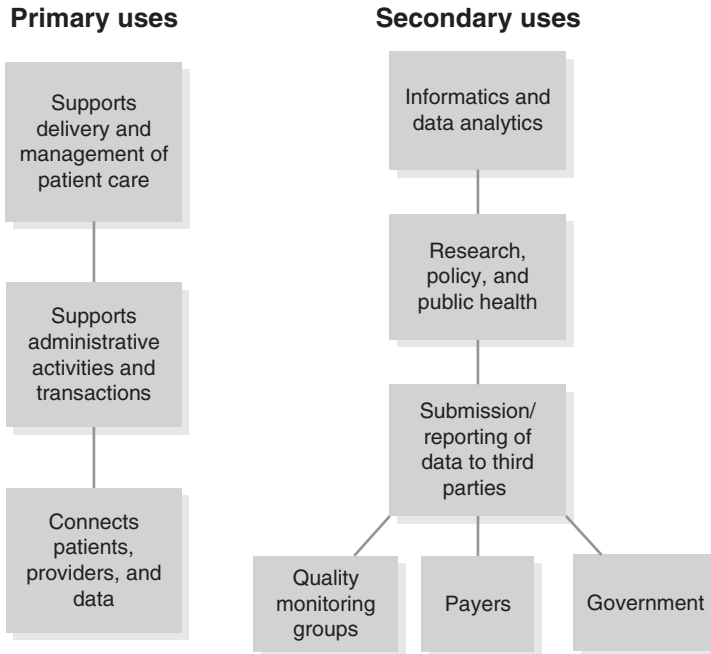 Primary uses
Supports
delivery and
management of
patient care
Supports
administrative
activities and
transactions
Connects
patients,
providers, and
data
Secondary uses
Informatics and
data analytics
Research,
policy, and
public health
Submission/
reporting of
data to third
parties
Quality
monitoring
groups
Payers
Government